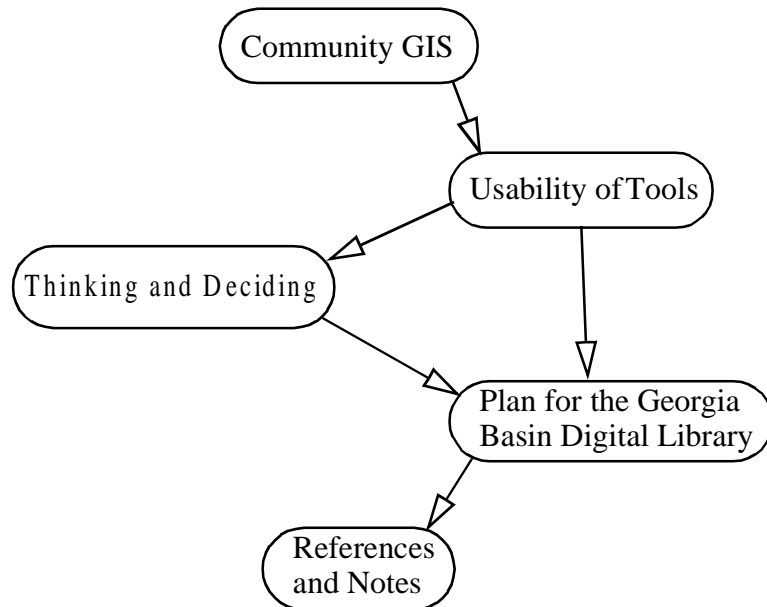 Community GIS
Usability of Tools
Thinking and Deciding
Plan for the Georgia
Basin Digital Library
References
and Notes